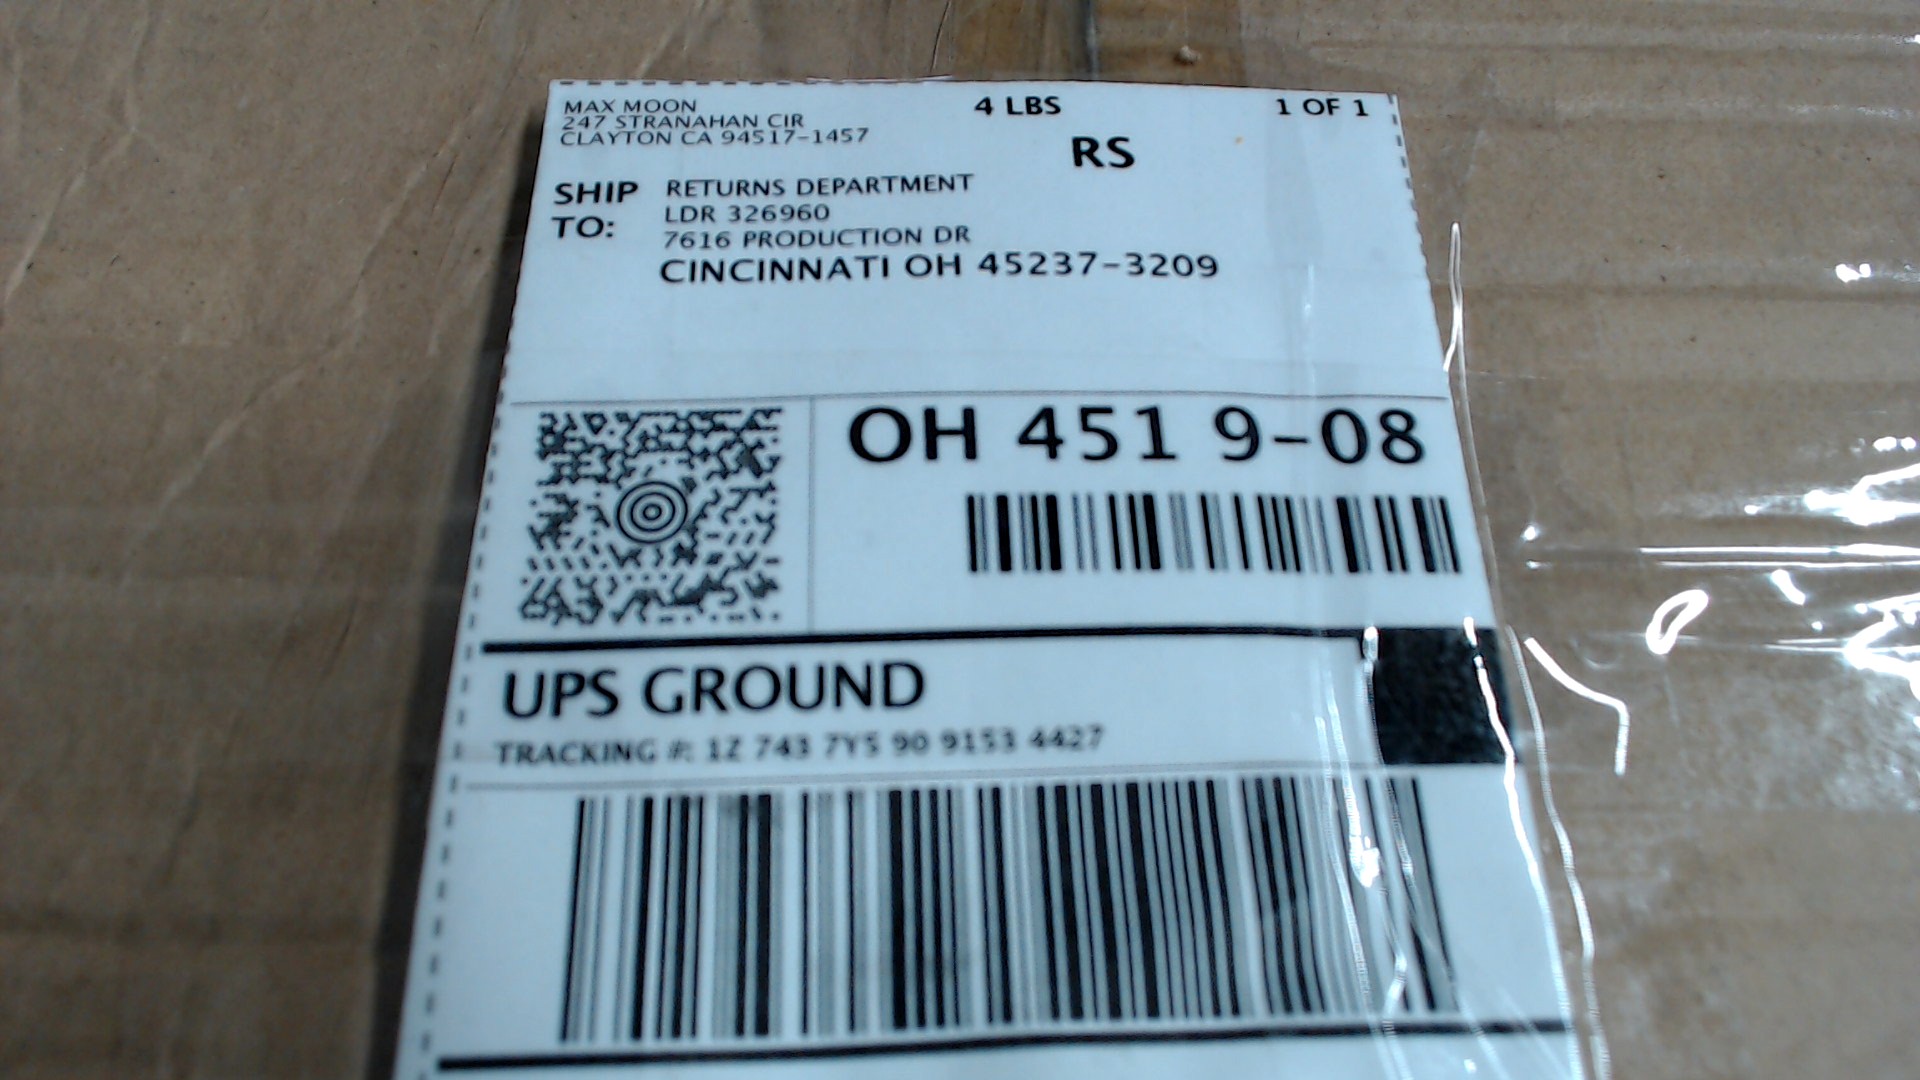 MAX MOON
247 STRANAHAN CIR
CLAYTON CA 94517-1457
4 LBS
1 OF 1
RS
SHIP TO:
RETURNS DEPARTMENT
LDR 326960
7616 PRODUCTION DR
CINCINNATI OH 45237-3209
OH 451 9-08
UPS GROUND
TRACKING #: 1Z 743 7Y5 90 9153 4427